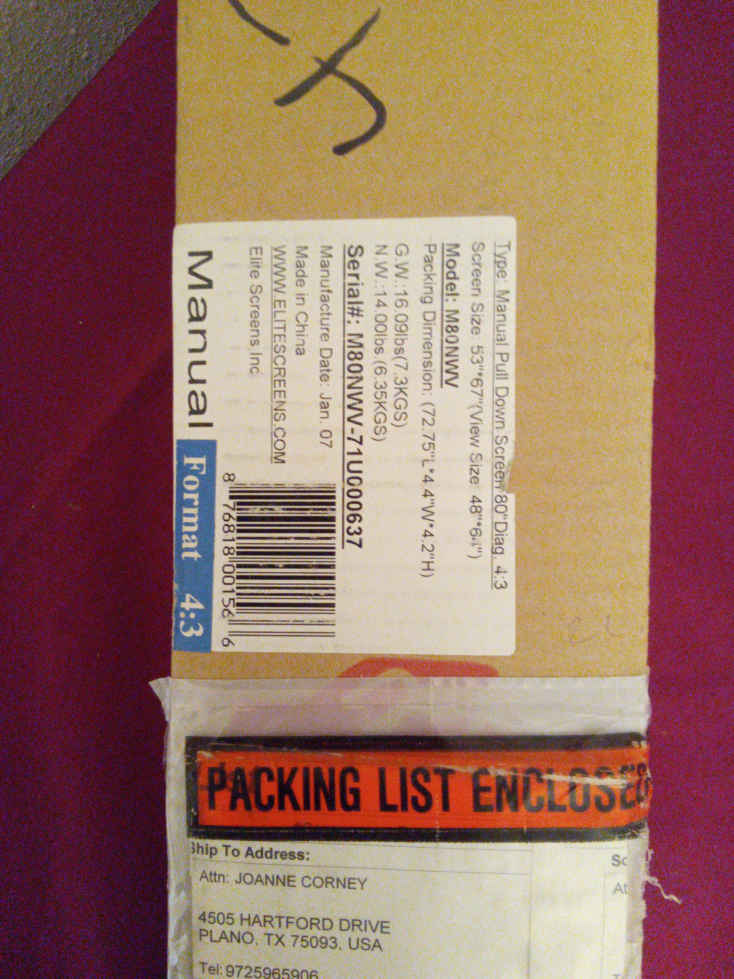 Type: Manual Pull Down Screen 80"Diag. 4:3
Screen Size: 53"*67"(View Size: 48"*64")
Model: M80NWV
Packing Dimension: (72.75"L*4.4"W*4.2"H)
G.W.:16.09lbs(7.3KGS)
N.W.:14.00lbs (6.35KGS)
Serial#: M80NWV-71U000637
Manufacture Date: Jan. 07
Made in China
WWW.ELITESCREENS.COM
Elite Screens Inc.
8 76818 00156 6
Manual Format 4:3
PACKING LIST ENCLOSED
Ship To Address:
Attn: JOANNE CORNEY
4505 HARTFORD DRIVE
PLANO, TX 75093, USA
Tel: 9725965906